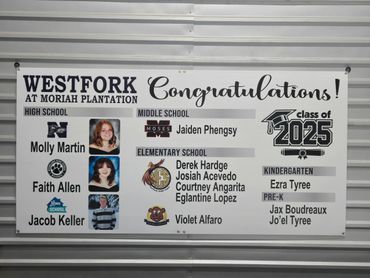 WESTFORK
AT MORIAH PLANTATION
Congratulations!
HIGH SCHOOL
Molly Martin
Faith Allen
SCHOOL
Jacob Keller
MIDDLE SCHOOL
MOSES
Jaiden Phengsy
ELEMENTARY SCHOOL
Derek Hardge
Josiah Acevedo
Courtney Angarita
Eglantine Lopez
Violet Alfaro
class of
2025
KINDERGARTEN
Ezra Tyree
PRE-K
Jax Boudreaux
Jo'el Tyree